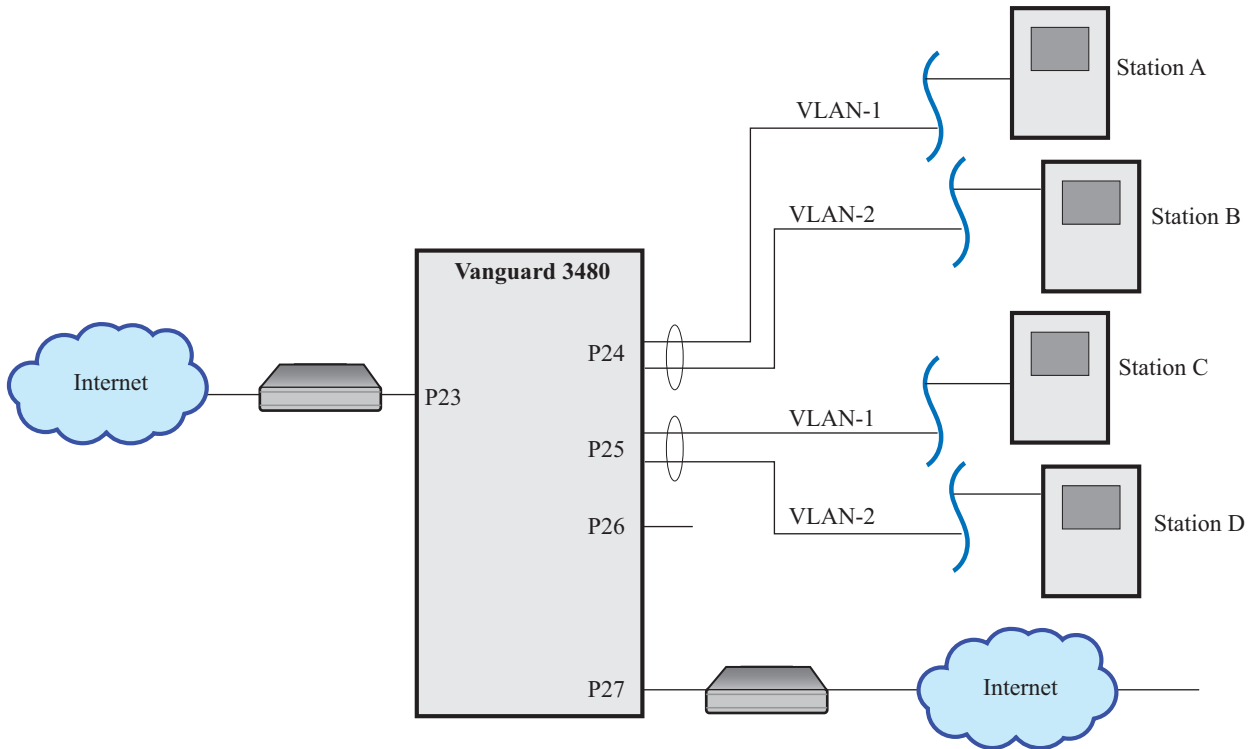 Station A
VLAN-1
Station B
VLAN-2
Vanguard 3480
P24
Station C
Internet
P23
VLAN-1
P25
VLAN-2
Station D
P26
P27
Internet